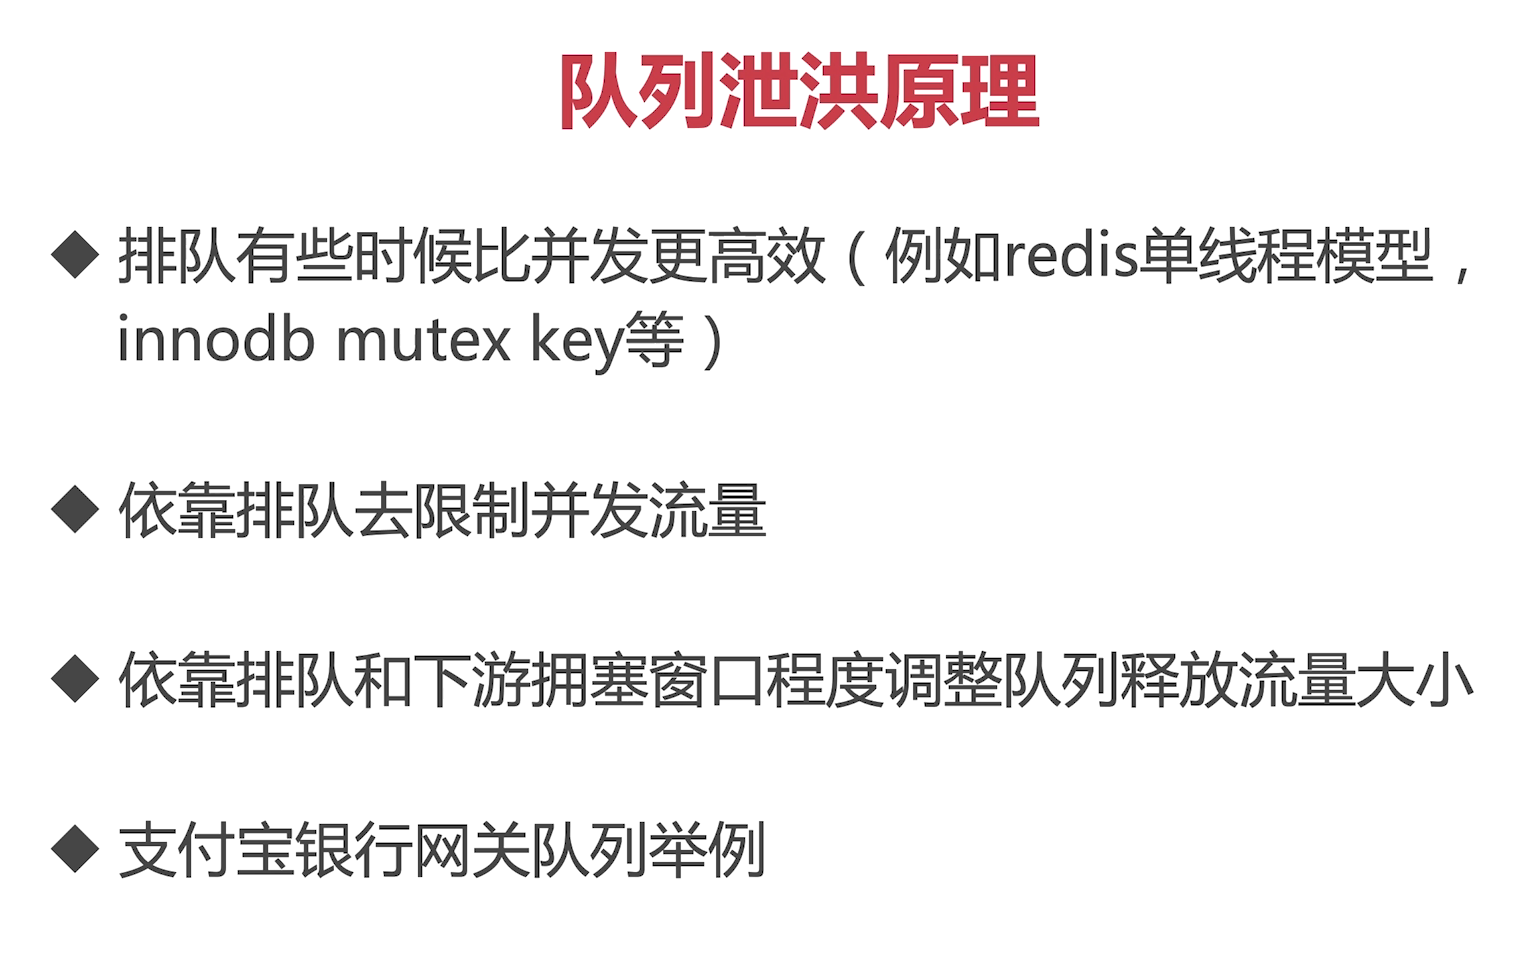 队列泄洪原理
◆ 排队有些时候比并发更高效（例如redis单线程模型，
innodb mutex key等）
◆ 依靠排队去限制并发流量
◆ 依靠排队和下游拥塞窗口程度调整队列释放流量大小
◆ 支付宝银行网关队列举例